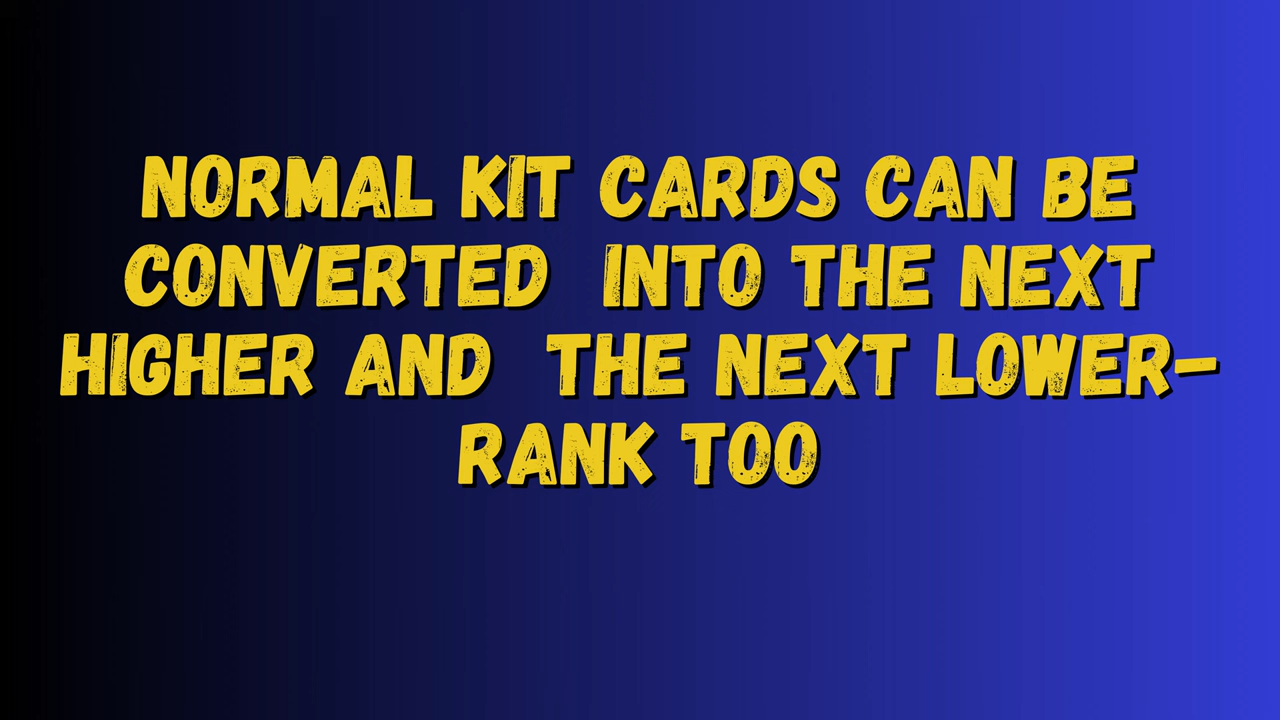 NORMAL KIT CARDS CAN BE
CONVERTED INTO THE NEXT
HIGHER AND THE NEXT LOWER-
RANK TOO